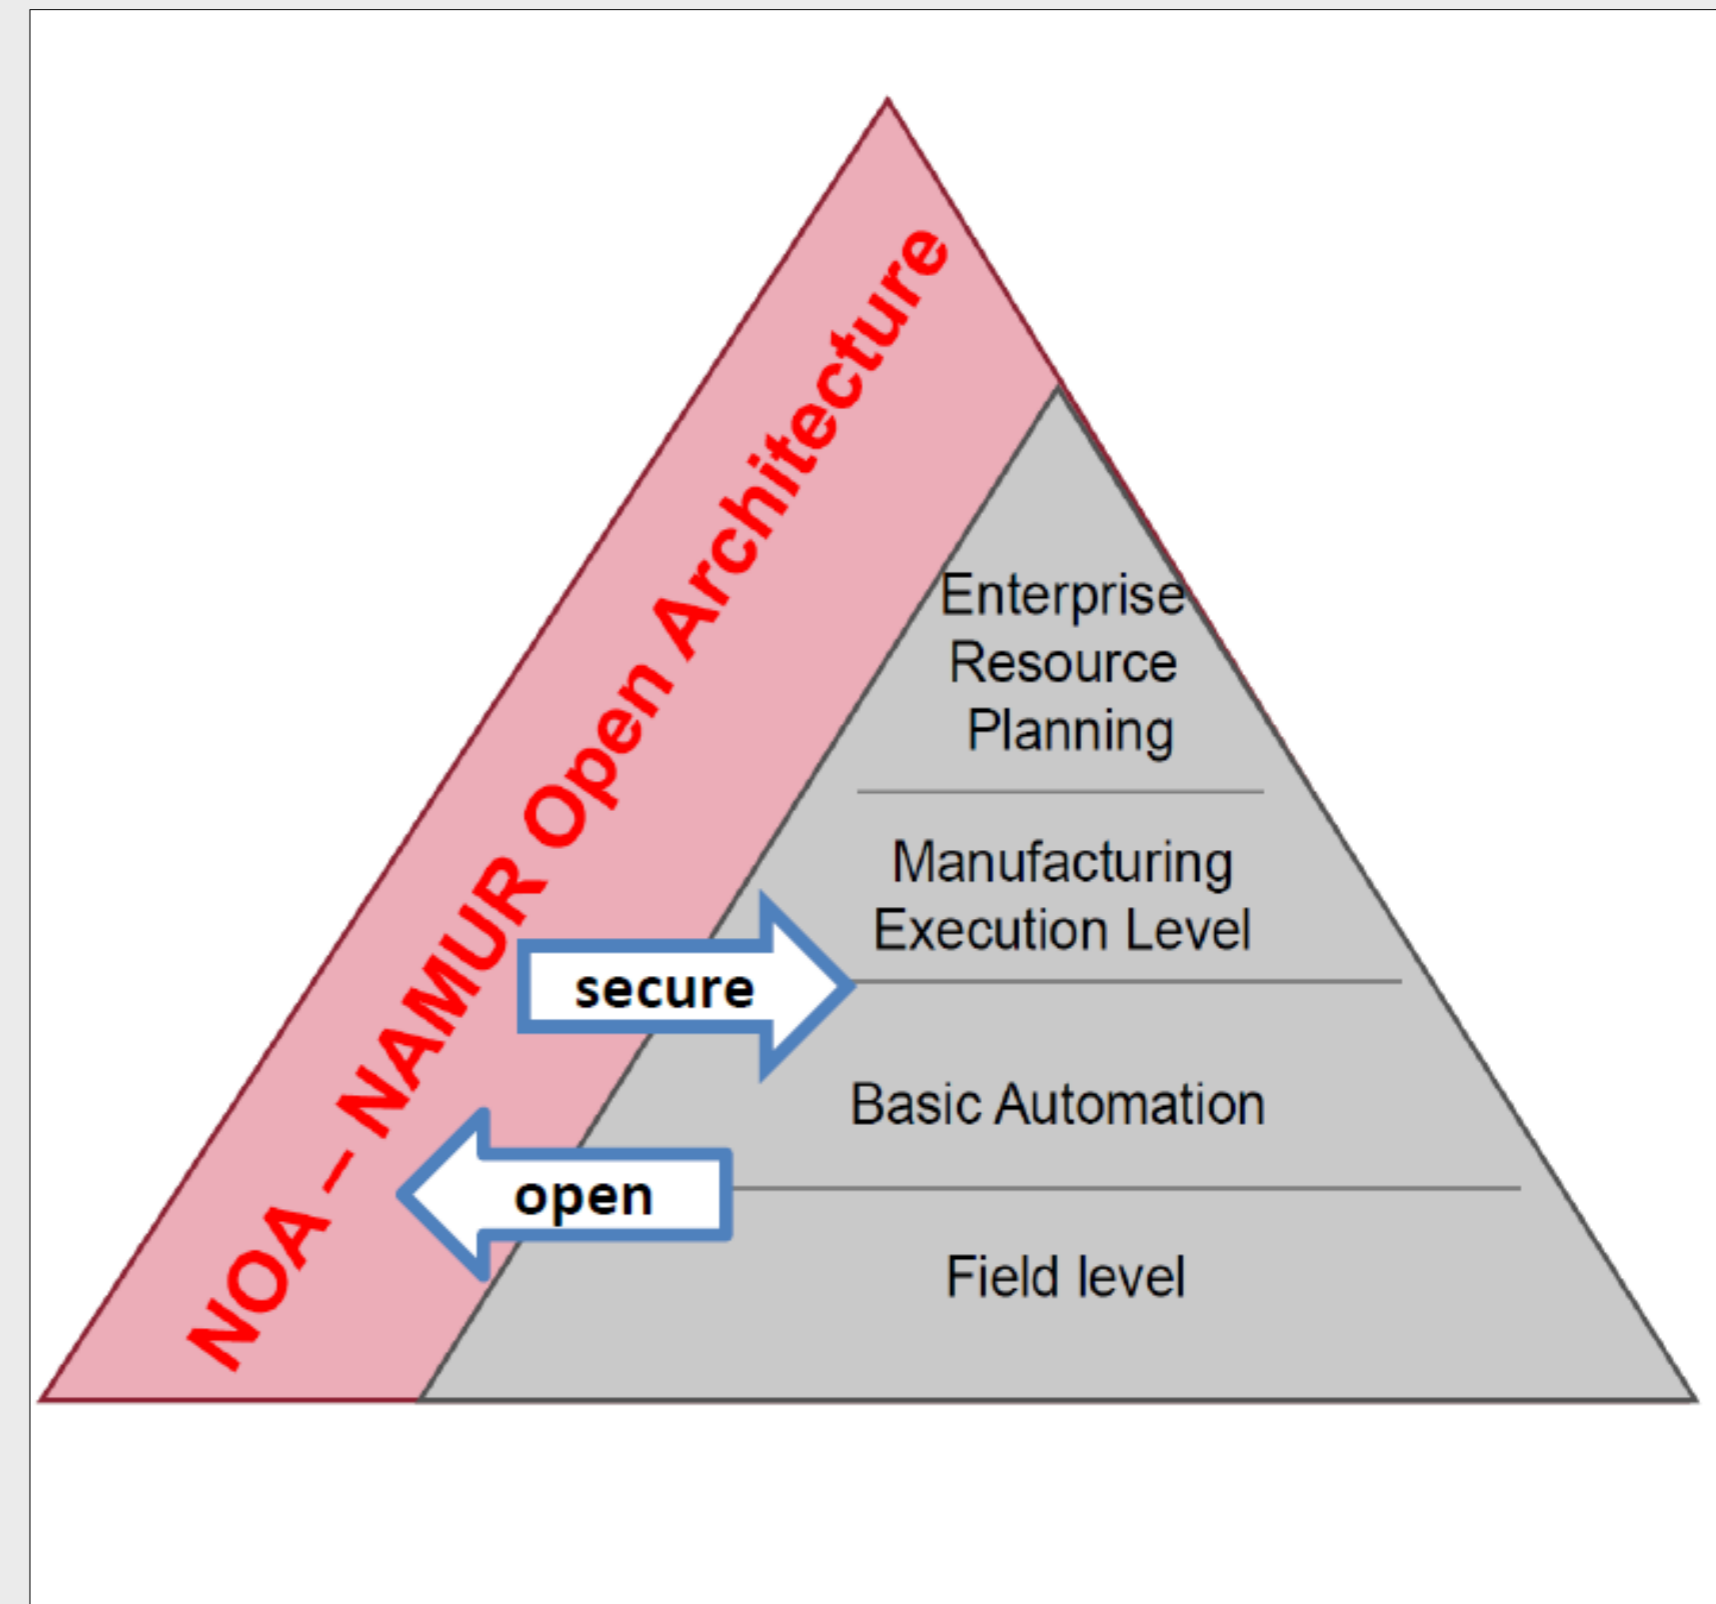 NOA – NAMUR Open Architecture
Enterprise
Resource
Planning
Manufacturing
Execution Level
secure
Basic Automation
open
Field level